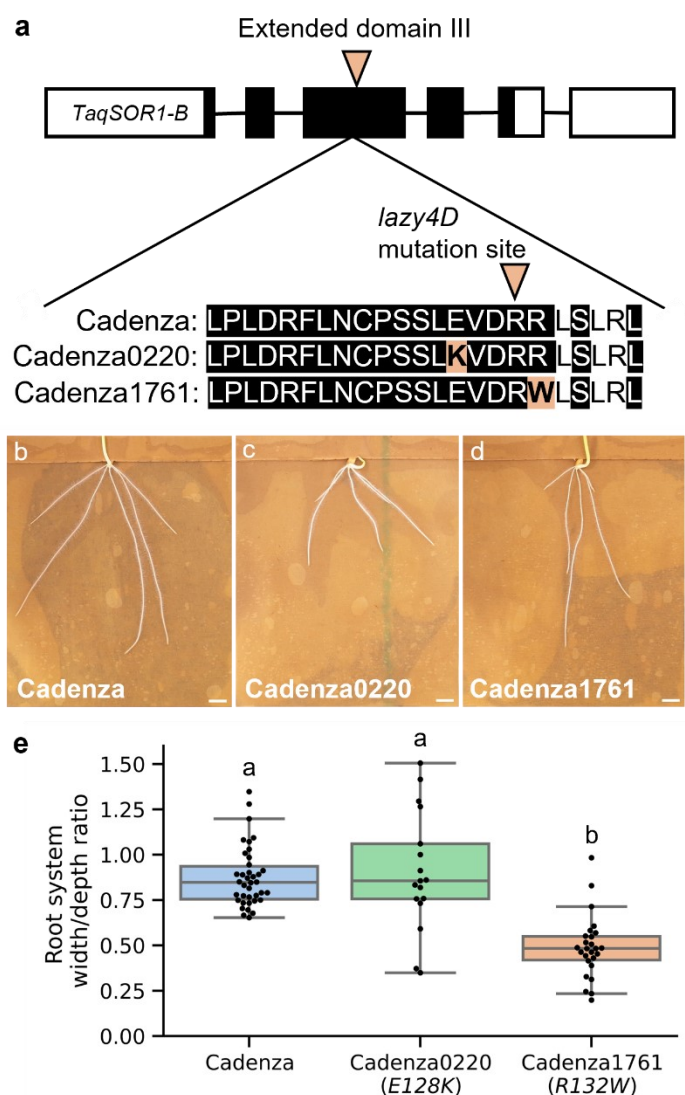 a
Extended domain III
TaqSOR1-B
lazy4D
mutation site
Cadenza: LPLDRFLNCPSSLEVDRRLSLRL
Cadenza0220: LPLDRFLNCPSSLKVDRRLSLRL
Cadenza1761: LPLDRFLNCPSSLEVDRWLSLRL
b
c
d
Cadenza
Cadenza0220
Cadenza1761
e
Root system
width/depth ratio
1.50
1.25
1.00
0.75
0.50
0.25
0.00
a
a
b
Cadenza
Cadenza0220
(E128K)
Cadenza1761
(R132W)